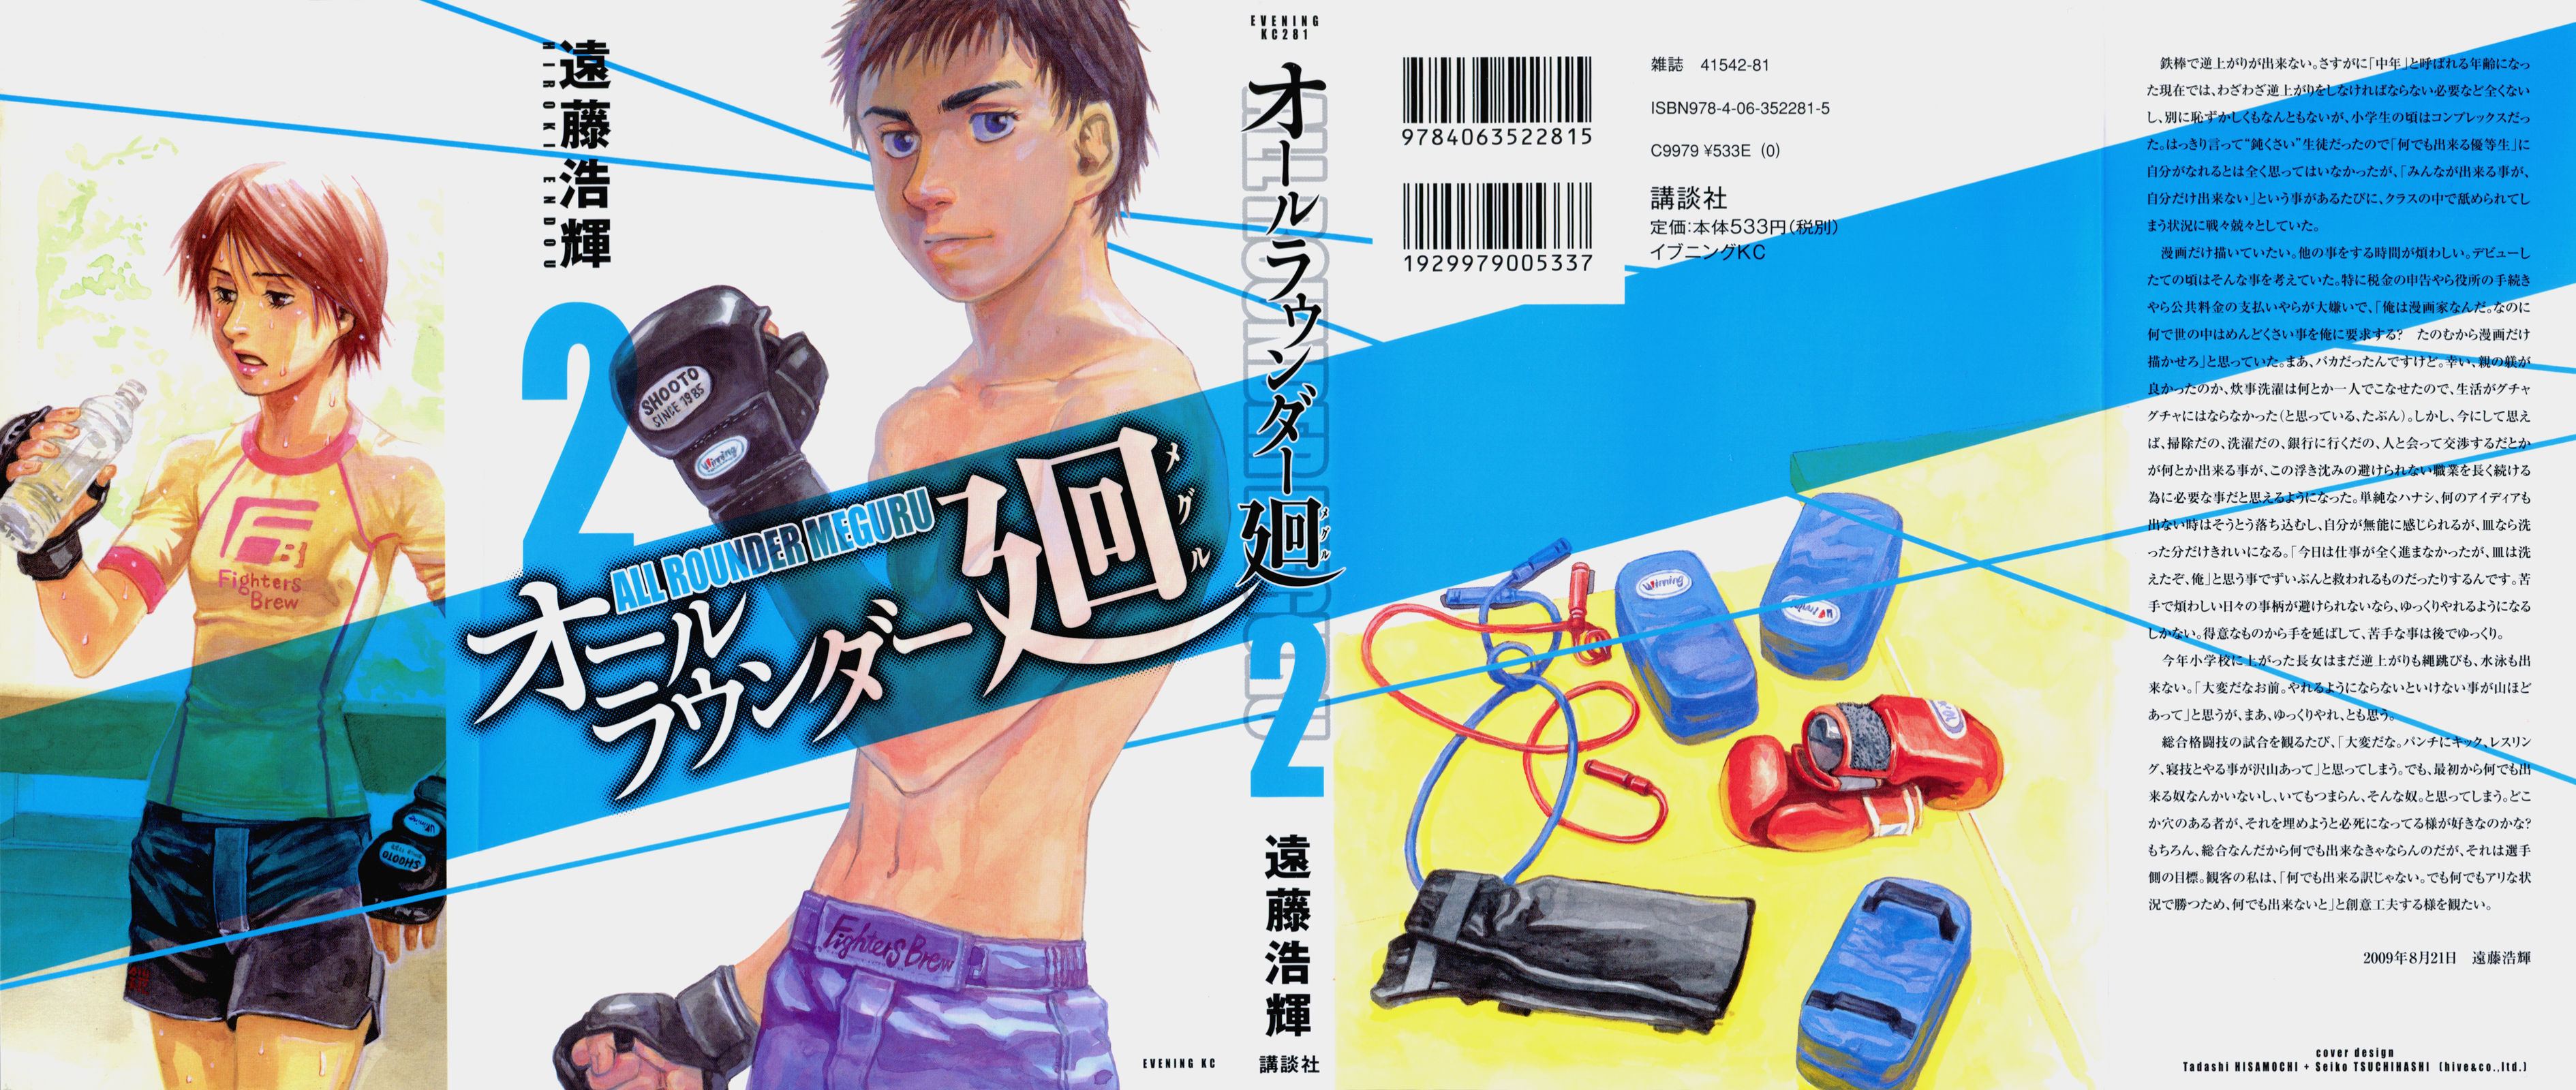 遠藤浩輝
HIROKI ENDOU
2
SHOOTO
SINCE 1985
Winning
Fighters
Brew
SHOOTO
ALL ROUNDER MEGURU
オール
ラウンダー
廻
メグル
Fighters Brew
EVENING KC
EVENING
KC281
オールラウンダー廻
メグル
2
遠藤浩輝
講談社
9784063522815
1929979005337
雑誌 41542-81
ISBN978-4-06-352281-5
C9979 ¥533E (0)
講談社
定価:本体533円(税別)
イブニングKC
Winning
Winning
鉄棒で逆上がりが出来ない。さすがに「中年」と呼ばれる年齢になっ
た現在では、わざわざ逆上がりをしなければならない必要など全くない
し、別に恥ずかしくもなんともないが、小学生の頃はコンプレックスだっ
た。はっきり言って“鈍くさい”生徒だったので「何でも出来る優等生」に
自分がなれるとは全く思ってはいなかったが、「みんなが出来る事が、
自分だけ出来ない」という事があるたびに、クラスの中で舐められてし
まう状況に戦々兢々としていた。
漫画だけ描いていたい。他の事をする時間が煩わしい。デビューし
たての頃はそんな事を考えていた。特に税金の申告やら役所の手続き
やら公共料金の支払いやらが大嫌いで、「俺は漫画家なんだ。なのに
何で世の中はめんどくさい事を俺に要求する? たのむから漫画だけ
描かせろ」と思っていた。まあ、バカだったんですけど。幸い、親の躾が
良かったのか、炊事洗濯は何とか一人でこなせたので、生活がグチャ
グチャにはならなかった(と思っている、たぶん)。しかし、今にして思え
ば、掃除だの、洗濯だの、銀行に行くだの、人と会って交渉するだとか
が何とか出来る事が、この浮き沈みの避けられない職業を長く続ける
為に必要な事だと思えるようになった。単純なハナシ、何のアイディアも
出ない時はそうとう落ち込むし、自分が無能に感じられるが、皿なら洗
った分だけきれいになる。「今日は仕事が全く進まなかったが、皿は洗
えたぞ、俺」と思う事でずいぶんと救われるものだったりするんです。苦
手で煩わしい日々の事柄が避けられないなら、ゆっくりやれるようになる
しかない。得意なものから手を延ばして、苦手な事は後でゆっくり。
今年小学校に上がった長女はまだ逆上がりも縄跳びも、水泳も出
来ない。「大変だなお前。やれるようにならないといけない事が山ほど
あって」と思うが、まあ、ゆっくりやれ、とも思う。
総合格闘技の試合を観るたび、「大変だな。パンチにキック、レスリン
グ、寝技とやる事が沢山あって」と思ってしまう。でも、最初から何でも出
来る奴なんかいないし、いてもつまらん、そんな奴。と思ってしまう。どこ
か穴のある者が、それを埋めようと必死になってる様が好きなのかな?
もちろん、総合なんだから何でも出来なきゃならんのだが、それは選手
側の目標。観客の私は、「何でも出来る訳じゃない。でも何でもアリな状
況で勝つため、何でも出来ないと」と創意工夫する様を観たい。
2009年8月21日 遠藤浩輝
cover design
Tadashi HISAMOCHI + Seiko TSUCHIHASHI (hive&co.,ltd.)